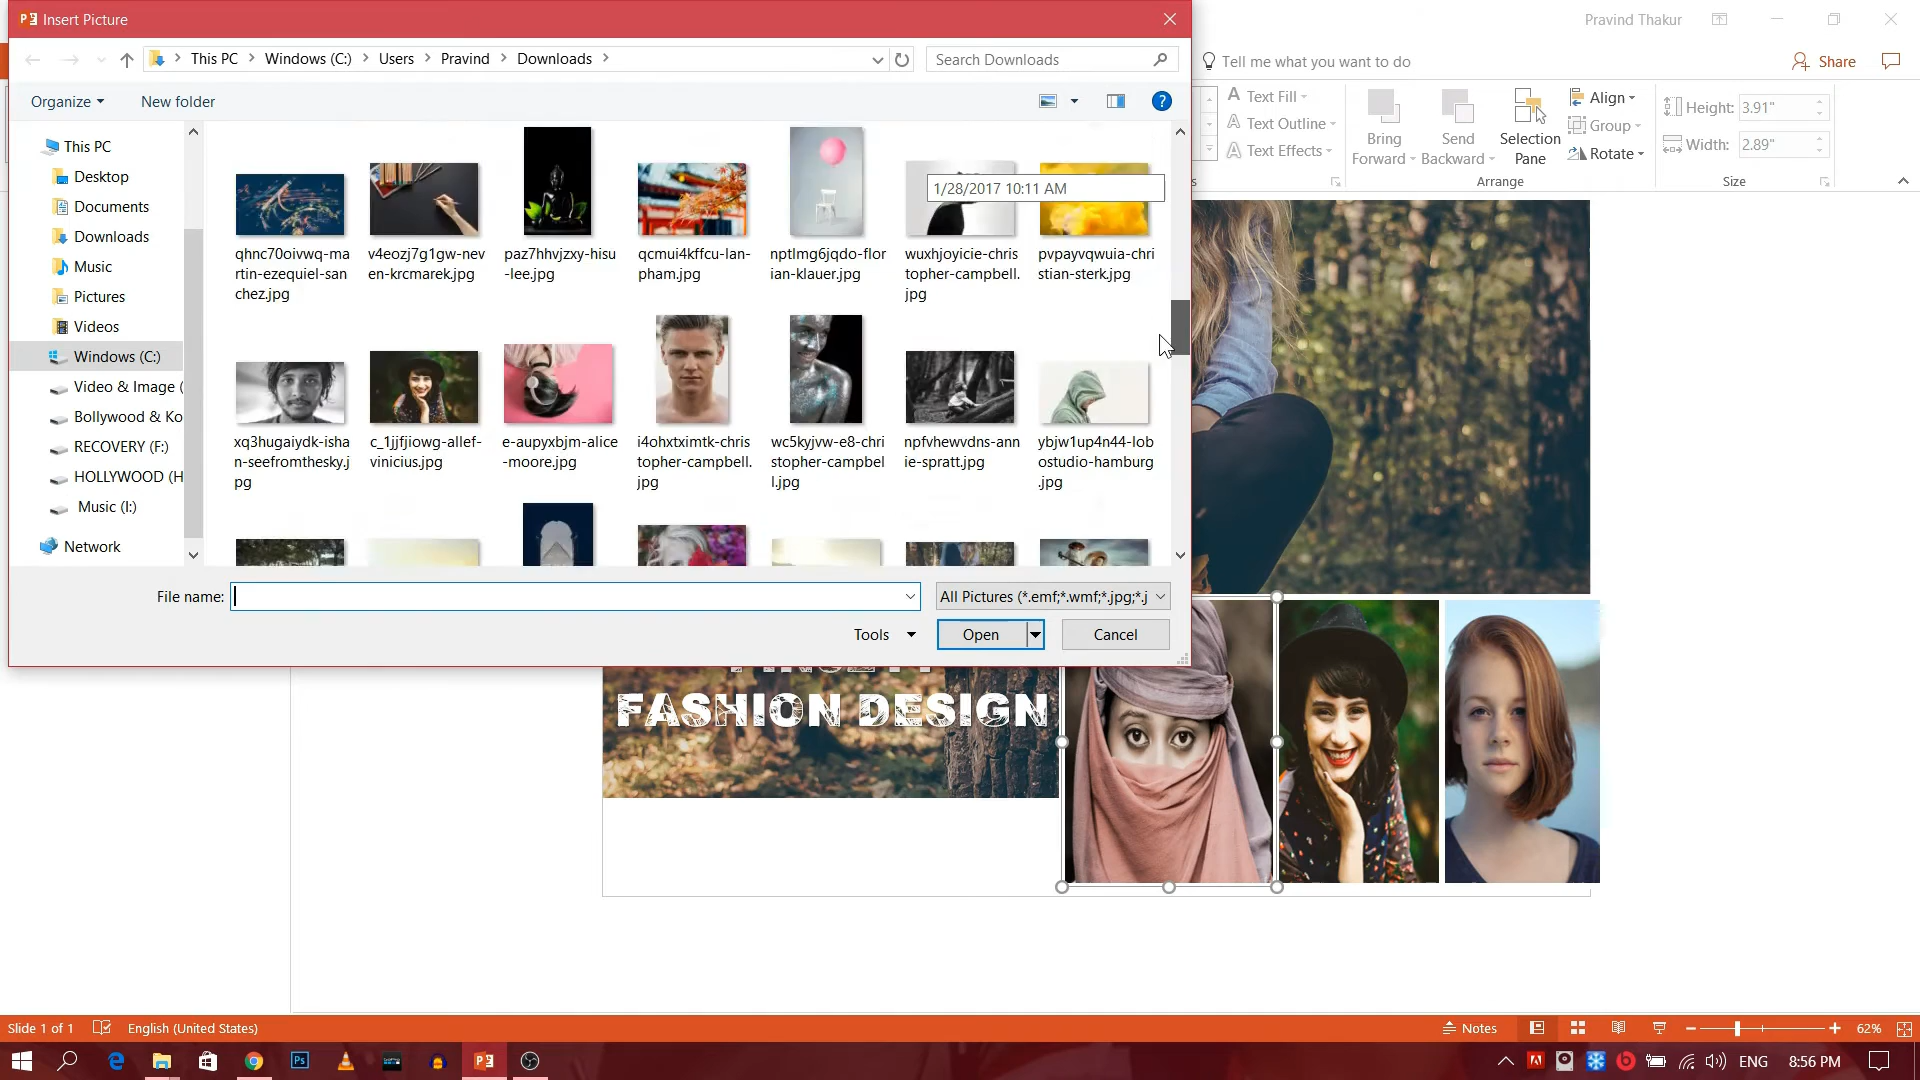 Insert Picture
Pravind Thakur
This PC
Windows (C:)
Users
Pravind
Downloads
Search Downloads
Tell me what you want to do
Share
Organize
New folder
Text Fill
Text Outline
Text Effects
Bring
Forward
Send
Backward
Selection
Pane
Align
Group
Rotate
Arrange
Height: 3.91"
Width: 2.89"
Size
This PC
Desktop
Documents
Downloads
Music
Pictures
Videos
Windows (C:)
Video & Image (
Bollywood & Ko
RECOVERY (F:)
HOLLYWOOD (H
Music (I:)
Network
1/28/2017 10:11 AM
qhnc70oivwq-ma
rtin-ezequiel-san
chez.jpg
v4eozj7g1gw-nev
en-krcmarek.jpg
paz7hhvjzxy-hisu
-lee.jpg
qcmui4kffcu-lan-
pham.jpg
nptlmg6jqdo-flor
ian-klauer.jpg
wuxhjoyicie-chris
topher-campbell.
jpg
pvpayvqwuia-chri
stian-sterk.jpg
xq3hugaiydk-isha
n-seefromthesky.j
pg
c_1jjfjiowg-allef-
vinicius.jpg
e-aupyxbjm-alice
-moore.jpg
i4ohxtximtk-chris
topher-campbell.
jpg
wc5kyjvw-e8-chri
stopher-campbel
l.jpg
npfvhewvdns-ann
ie-spratt.jpg
ybjw1up4n44-lob
ostudio-hamburg
.jpg
File name:
All Pictures (*.emf;*.wmf;*.jpg;*.j
Tools
Open
Cancel
FASHION DESIGN
Slide 1 of 1
English (United States)
Notes
62%
ENG
8:56 PM